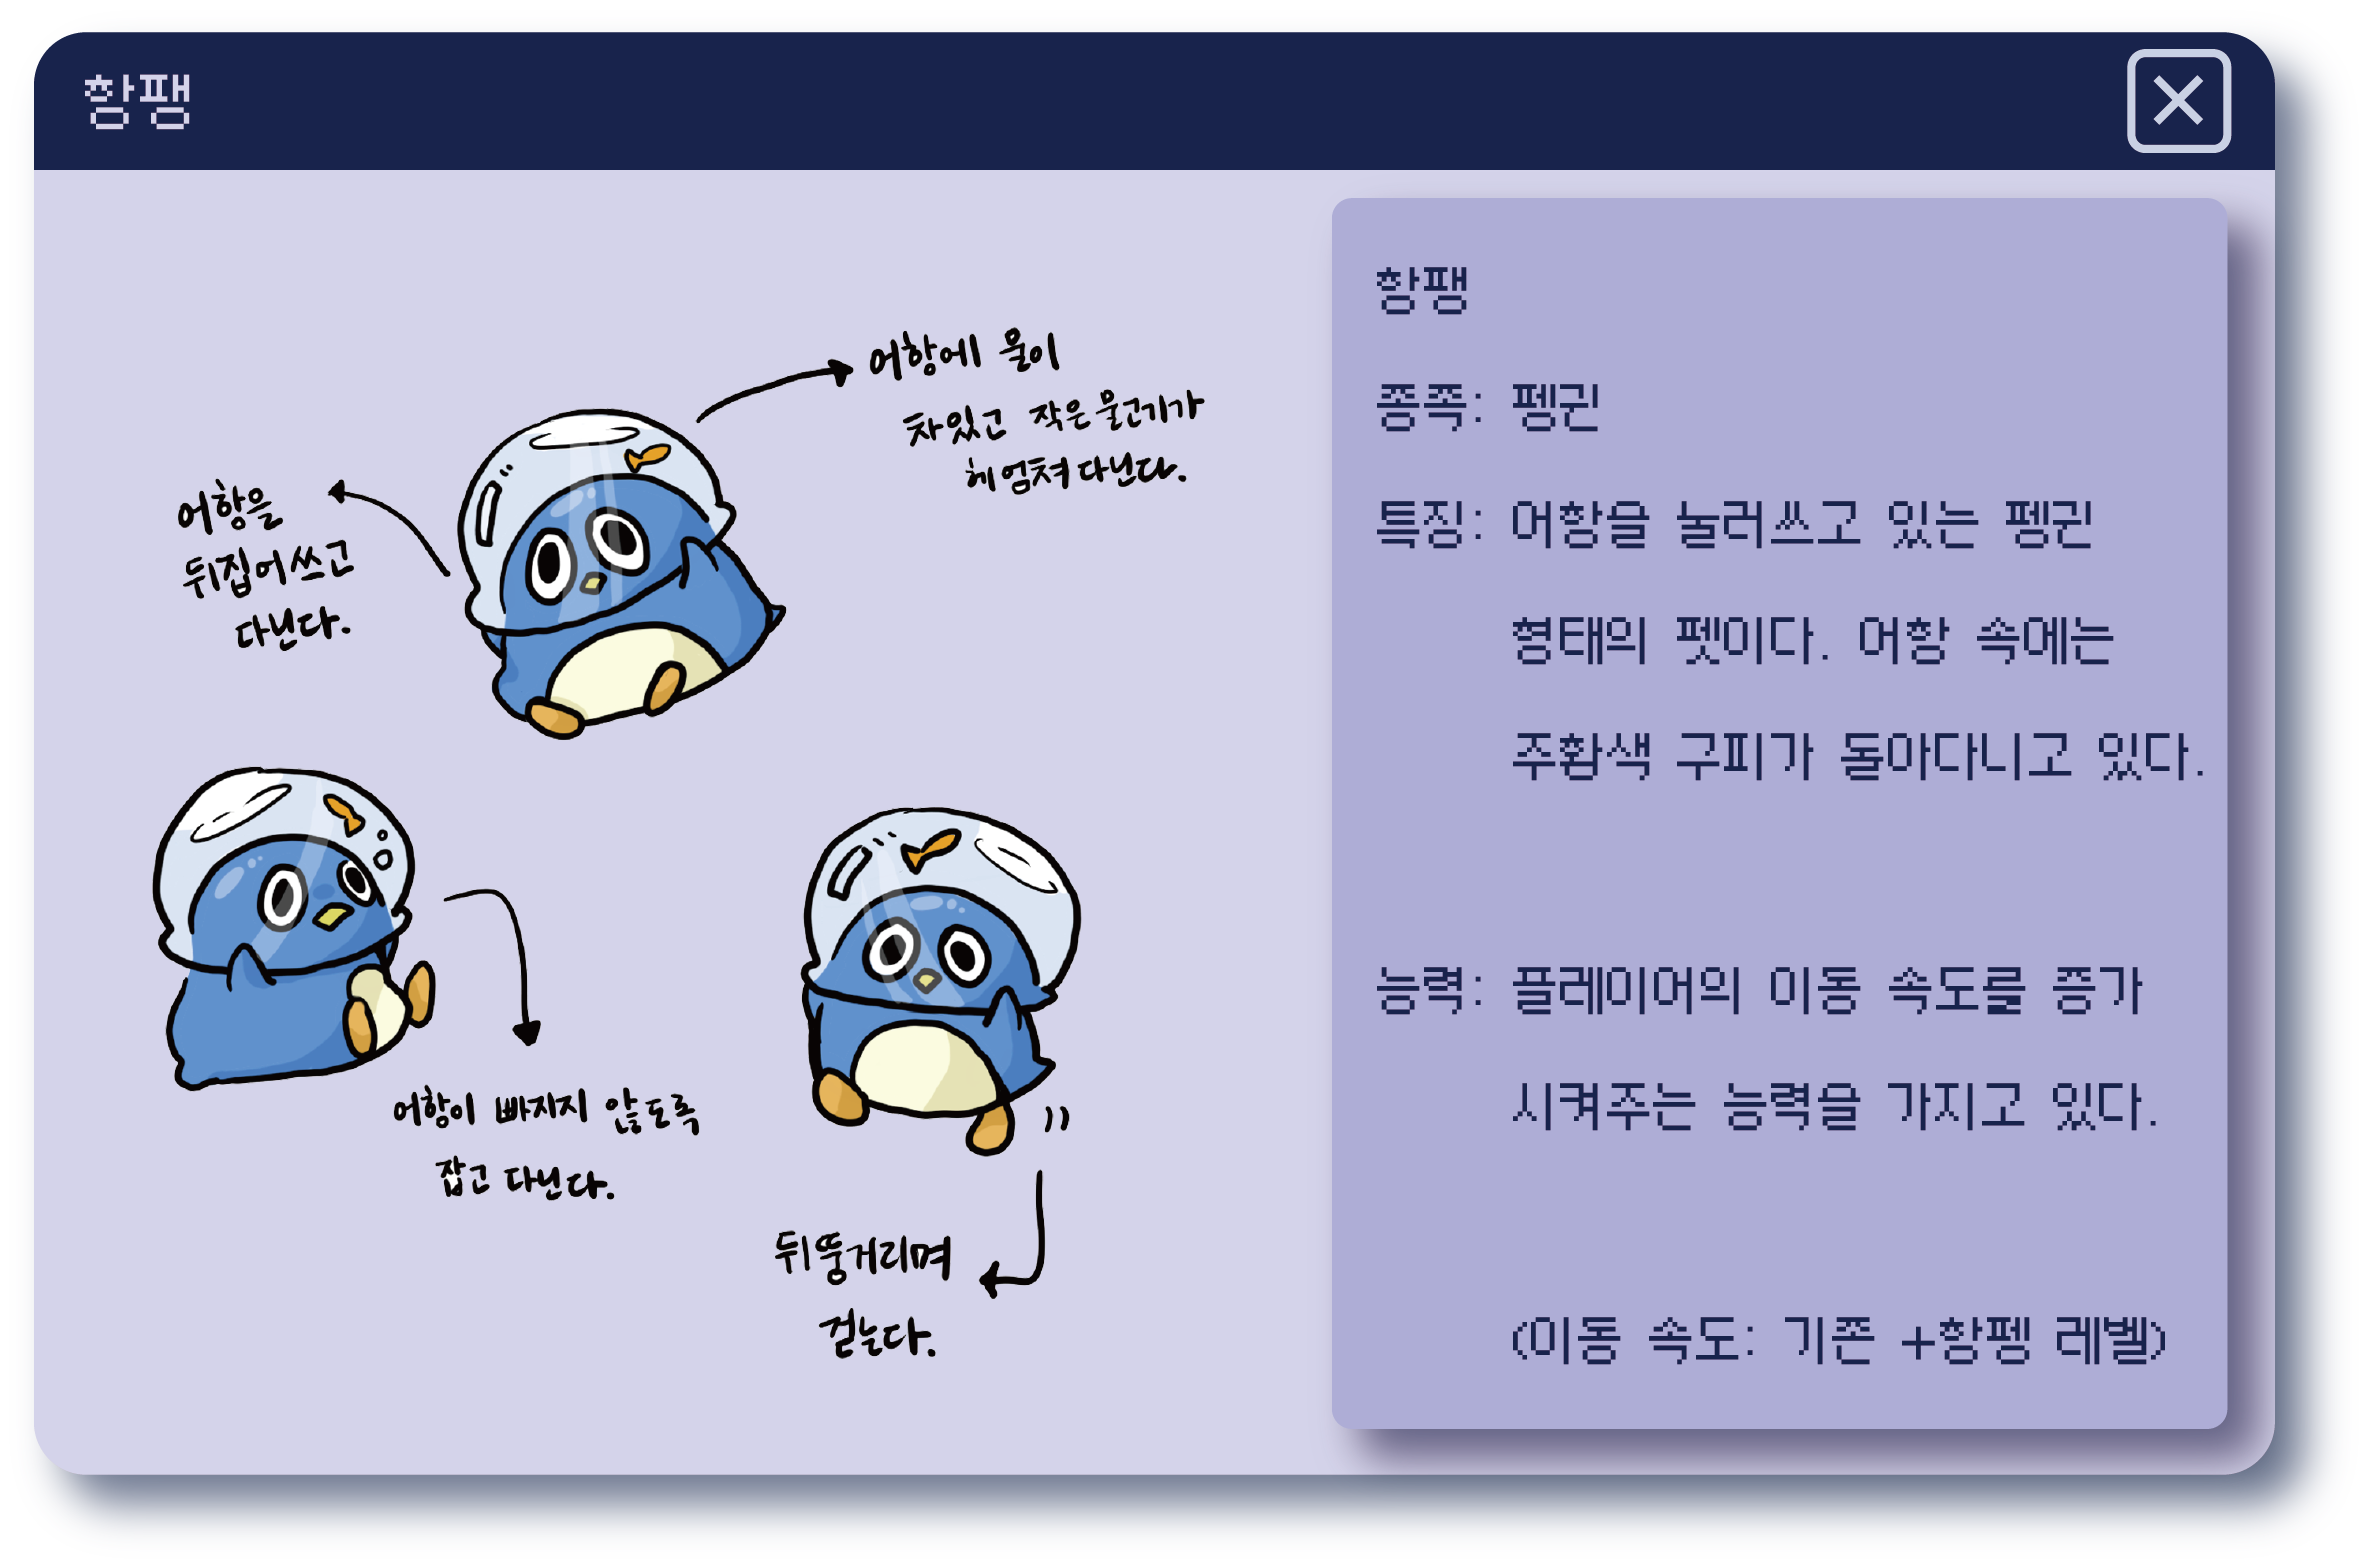 항팽
어항에 물이
차있고 작은 물고기가
헤엄쳐 다닌다.
어항을
뒤집어쓰고
다닌다.
어항이 빠지지 않도록
잡고 다닌다.
뒤뚱거리며
걷는다.
항팽
종족: 펭귄
특징: 어항을 눌러쓰고 있는 펭귄
형태의 펫이다. 어항 속에는
주황색 구피가 돌아다니고 있다.
능력: 플레이어의 이동 속도를 증가
시켜주는 능력을 가지고 있다.
(이동 속도: 기존 +항펭 레벨)